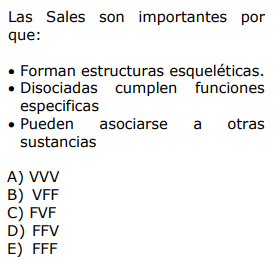 Las Sales son importantes por
que:
• Forman estructuras esqueléticas.
• Disociadas cumplen funciones
especificas
• Pueden asociarse a otras
sustancias
A) VVV
B) VFF
C) FVF
D) FFV
E) FFF